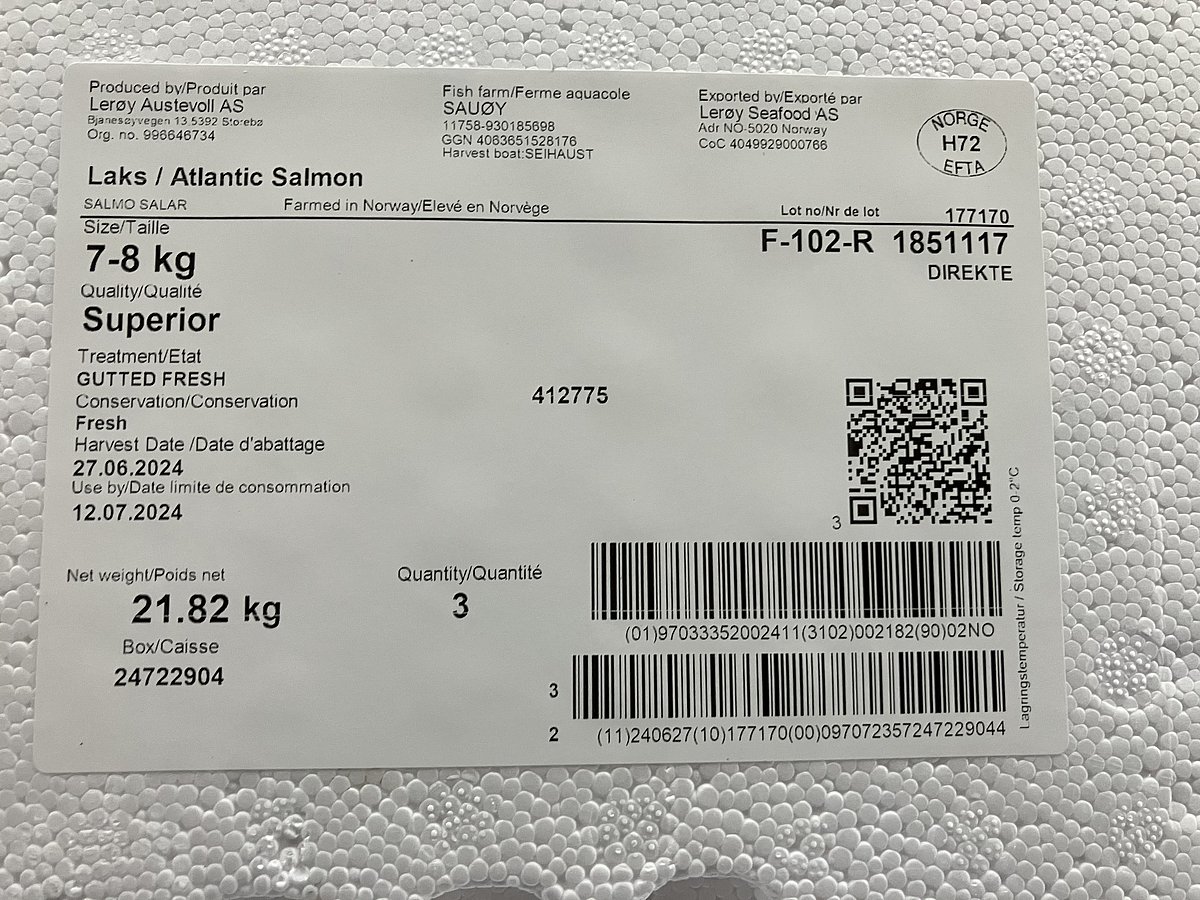 Produced by/Produit par
Lerøy Austevoll AS
Bjanesøyvegen 13 5392 Storebø
Org. no. 996646734
Fish farm/Ferme aquacole
SAUØY
11758-930185698
GGN 4063651528176
Harvest boat:SEIHAUST
Exported by/Exporté par
Lerøy Seafood AS
Adr NO-5020 Norway
CoC 4049929000766
NORGE
H72
EFTA
Laks / Atlantic Salmon
SALMO SALAR Farmed in Norway/Elevé en Norvège
Lot no/Nr de lot 177170
Size/Taille
7-8 kg
F-102-R 1851117
DIREKTE
Quality/Qualité
Superior
Treatment/Etat
GUTTED FRESH
Conservation/Conservation
412775
Fresh
Harvest Date /Date d'abattage
27.06.2024
Use by/Date limite de consommation
12.07.2024
3
Net weight/Poids net
21.82 kg
Quantity/Quantité
3
Box/Caisse
24722904
(01)97033352002411(3102)002182(90)02NO
3
2 (11)240627(10)177170(00)097072357247229044
Lagringstemperatur / Storage temp 0-2°C